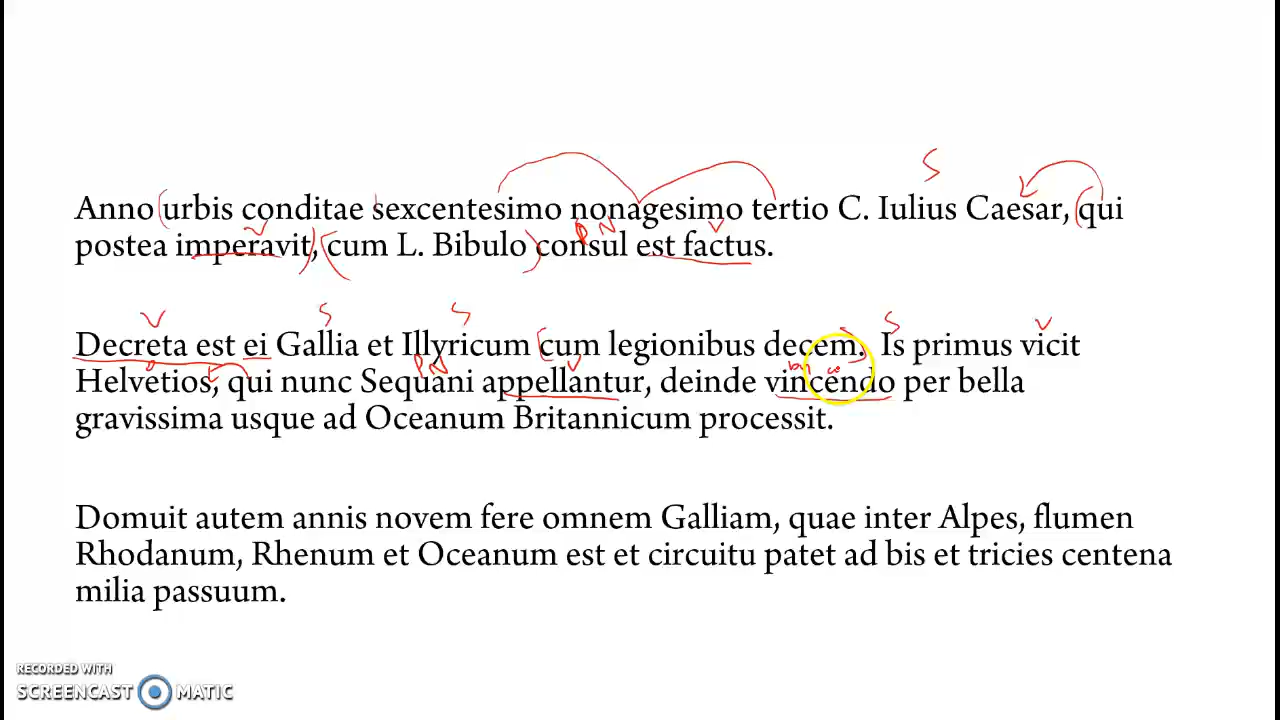 S
Anno urbis conditae sexcentesimo nonagesimo tertio C. Iulius Caesar, qui
V PN V
postea imperavit, cum L. Bibulo consul est factus.
V S S S V
Decreta est ei Gallia et Illyricum cum legionibus decem. Is primus vicit
PN V
Helvetios, qui nunc Sequani appellantur, deinde vincendo per bella
gravissima usque ad Oceanum Britannicum processit.
Domuit autem annis novem fere omnem Galliam, quae inter Alpes, flumen
Rhodanum, Rhenum et Oceanum est et circuitu patet ad bis et tricies centena
milia passuum.
RECORDED WITH
SCREENCAST MATIC